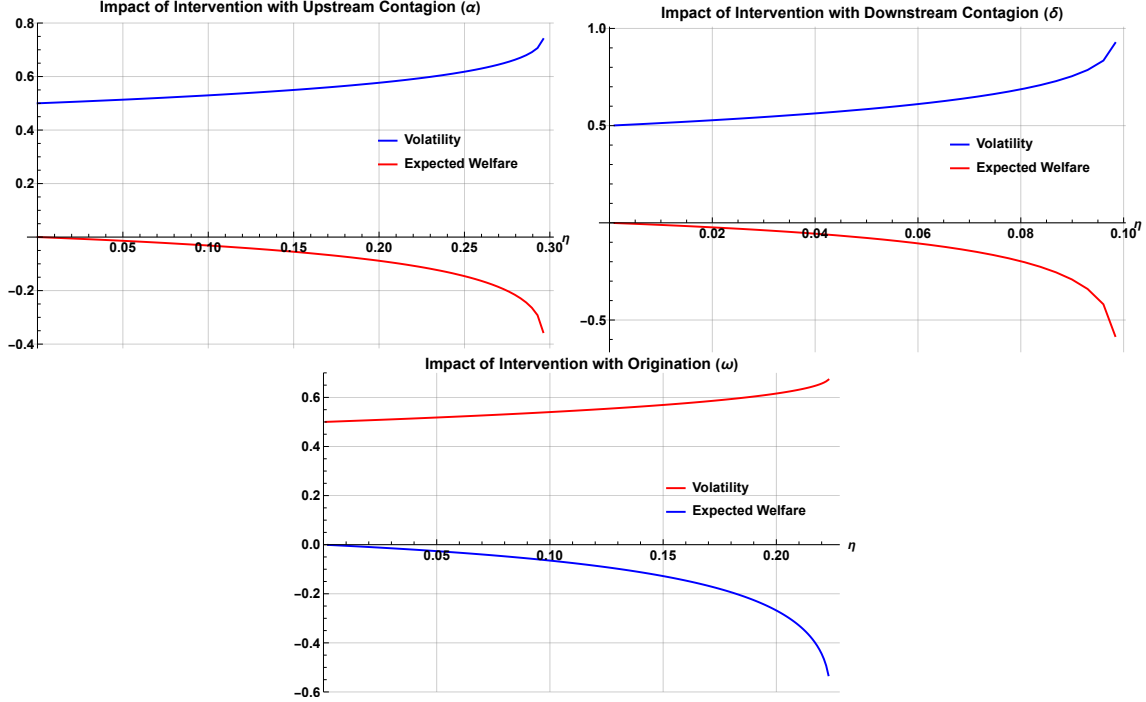 Impact of Intervention with Upstream Contagion (α)
0.8
0.6
0.4
0.2
-0.2
-0.4
0.05
0.10
0.15
0.20
0.25
0.30
η
Volatility
Expected Welfare
Impact of Intervention with Downstream Contagion (δ)
1.0
0.5
-0.5
0.02
0.04
0.06
0.08
0.10
η
Volatility
Expected Welfare
Impact of Intervention with Origination (ω)
0.6
0.4
0.2
0.0
-0.2
-0.4
-0.6
0.05
0.10
0.15
0.20
η
Volatility
Expected Welfare